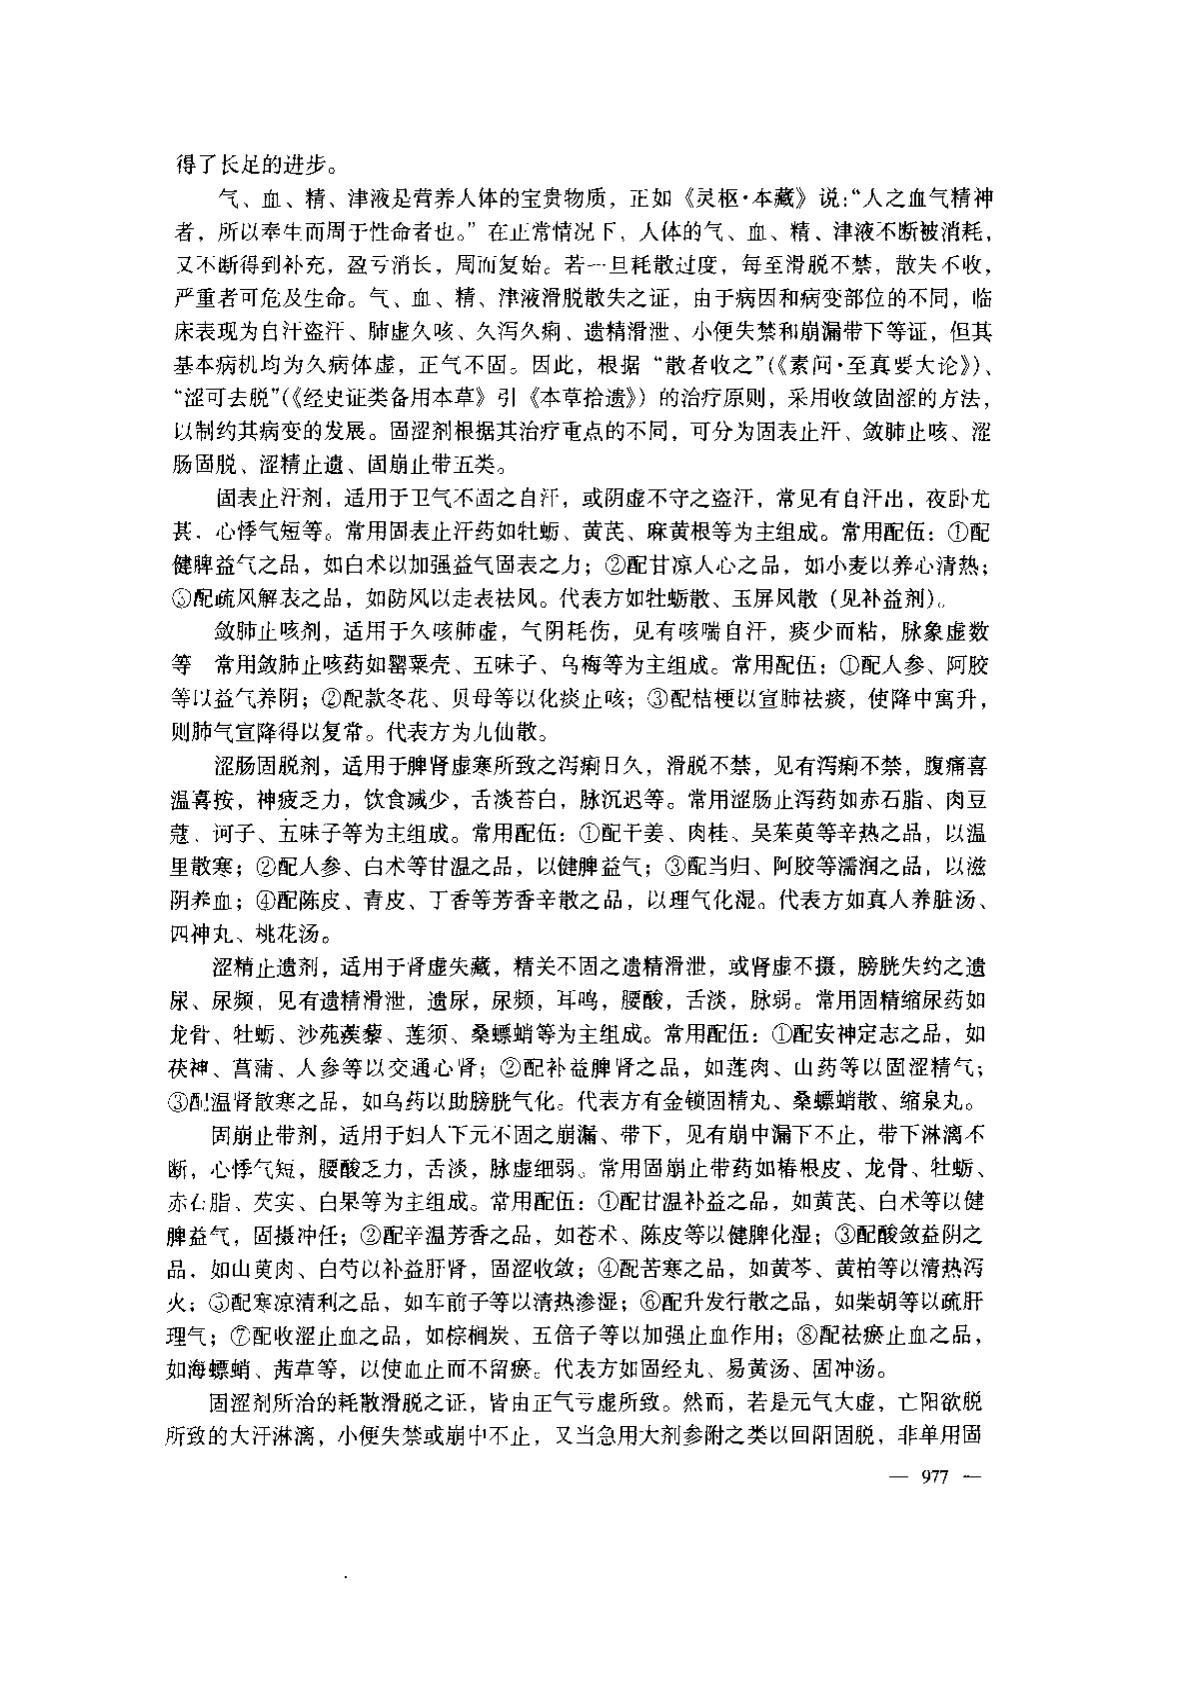 得了长足的进步。
气、血、精、津液是营养人体的宝贵物质，正如《灵枢·本藏》说：“人之血气精神
者，所以奉生而周于性命者也。”在正常情况下，人体的气、血、精、津液不断被消耗，
又不断得到补充，盈亏消长，周而复始。若一旦耗散过度，每至滑脱不禁，散失不收，
严重者可危及生命。气、血、精、津液滑脱散失之证，由于病因和病变部位的不同，临
床表现为自汗盗汗、肺虚久咳、久泻久痢、遗精滑泄、小便失禁和崩漏带下等证，但其
基本病机均为久病体虚，正气不固。因此，根据“散者收之”(《素问·至真要大论》)、
“涩可去脱”(《经史证类备用本草》引《本草拾遗》) 的治疗原则，采用收敛固涩的方法，
以制约其病变的发展。固涩剂根据其治疗重点的不同，可分为固表止汗、敛肺止咳、涩
肠固脱、涩精止遗、固崩止带五类。
固表止汗剂，适用于卫气不固之自汗，或阴虚不守之盗汗，常见有自汗出，夜卧尤
甚，心悸气短等。常用固表止汗药如牡蛎、黄芪、麻黄根等为主组成。常用配伍：①配
健脾益气之品，如白术以加强益气固表之力；②配甘凉人心之品，如小麦以养心清热；
③配疏风解表之品，如防风以走表祛风。代表方如牡蛎散、玉屏风散（见补益剂）。
敛肺止咳剂，适用于久咳肺虚，气阴耗伤，见有咳喘自汗，痰少而粘，脉象虚数
等 常用敛肺止咳药如罂粟壳、五味子、乌梅等为主组成。常用配伍：①配人参、阿胶
等以益气养阴；②配款冬花、贝母等以化痰止咳；③配桔梗以宣肺祛痰，使降中寓升，
则肺气宣降得以复常。代表方为九仙散。
涩肠固脱剂，适用于脾肾虚寒所致之泻痢日久，滑脱不禁，见有泻痢不禁，腹痛喜
温喜按，神疲乏力，饮食减少，舌淡苔白，脉沉迟等。常用涩肠止泻药如赤石脂、肉豆
蔻、诃子、五味子等为主组成。常用配伍：①配干姜、肉桂、吴茱萸等辛热之品，以温
里散寒；②配人参、白术等甘温之品，以健脾益气；③配当归、阿胶等濡润之品，以滋
阴养血；④配陈皮、青皮、丁香等芳香辛散之品，以理气化湿。代表方如真人养脏汤、
四神丸、桃花汤。
涩精止遗剂，适用于肾虚失藏，精关不固之遗精滑泄，或肾虚不摄，膀胱失约之遗
尿、尿频，见有遗精滑泄，遗尿，尿频，耳鸣，腰酸，舌淡，脉弱。常用固精缩尿药如
龙骨、牡蛎、沙苑蒺藜、莲须、桑螵蛸等为主组成。常用配伍：①配安神定志之品，如
茯神、菖蒲、人参等以交通心肾；②配补益脾肾之品，如莲肉、山药等以固涩精气；
③配温肾散寒之品，如乌药以助膀胱气化。代表方有金锁固精丸、桑螵蛸散、缩泉丸。
固崩止带剂，适用于妇人下元不固之崩漏、带下，见有崩中漏下不止，带下淋漓不
断，心悸气短，腰酸乏力，舌淡，脉虚细弱。常用固崩止带药如椿根皮、龙骨、牡蛎、
赤石脂、芡实、白果等为主组成。常用配伍：①配甘温补益之品，如黄芪、白术等以健
脾益气，固摄冲任；②配辛温芳香之品，如苍术、陈皮等以健脾化湿；③配酸敛益阴之
品，如山萸肉、白芍以补益肝肾，固涩收敛；④配苦寒之品，如黄芩、黄柏等以清热泻
火；⑤配寒凉清利之品，如车前子等以清热渗湿；⑥配升发行散之品，如柴胡等以疏肝
理气；⑦配收涩止血之品，如棕榈炭、五倍子等以加强止血作用；⑧配祛瘀止血之品，
如海螵蛸、茜草等，以使血止而不留瘀。代表方如固经丸、易黄汤、固冲汤。
固涩剂所治的耗散滑脱之证，皆由正气亏虚所致。然而，若是元气大虚，亡阳欲脱
所致的大汗淋漓，小便失禁或崩中不止，又当急用大剂参附之类以回阳固脱，非单用固
— 977 —